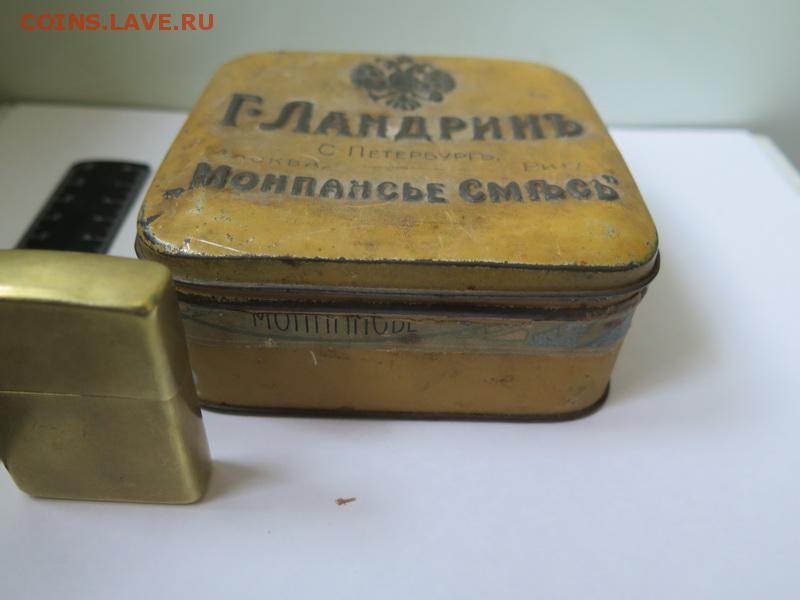 COINS.LAVE.RU
Г. Ландринъ
С-Петербургъ,
Москва, Рига
„Монпансье Смѣсь"
МОНПАНСЬЕ